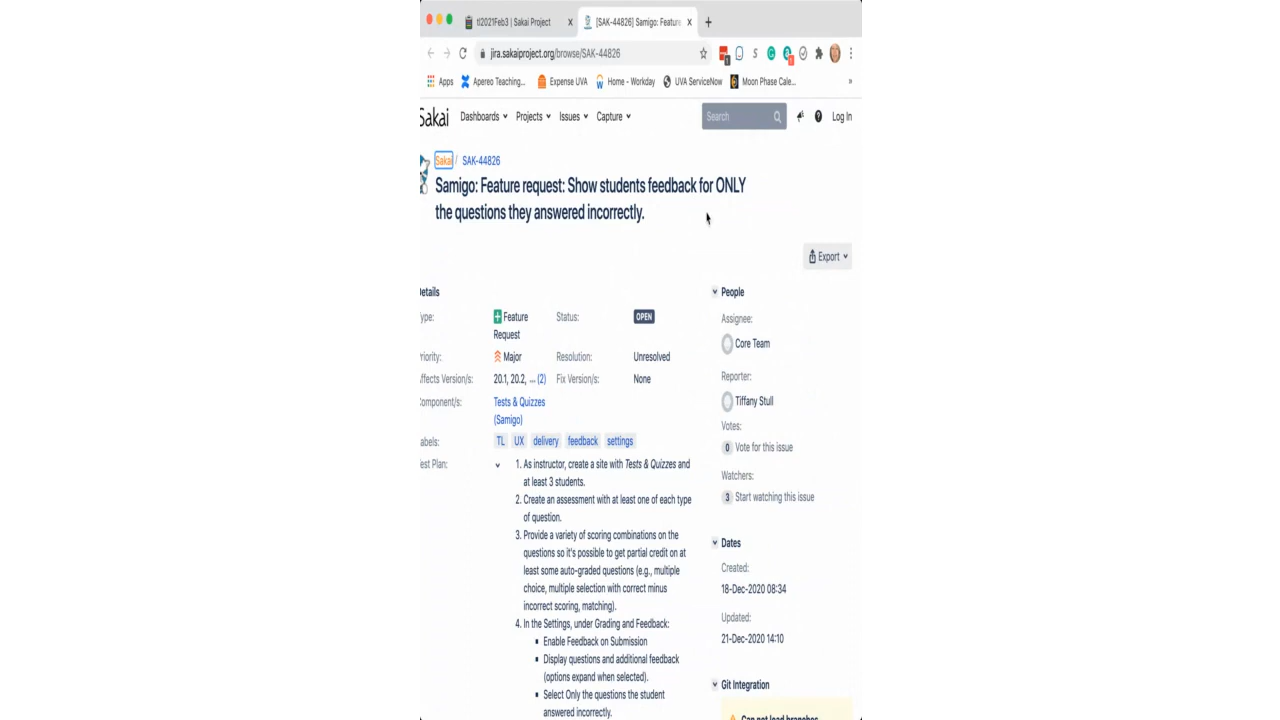 tl2021Feb3 | Sakai Project
[SAK-44826] Samigo: Featur
jira.sakaiproject.org/browse/SAK-44826
Apps Apereo Teaching... Expense UVA Home - Workday UVA ServiceNow Moon Phase Cale... »
Sakai Dashboards Projects Issues Capture Search Log In
Sakai / SAK-44826
Samigo: Feature request: Show students feedback for ONLY
the questions they answered incorrectly.
Export
etails
ype: Feature Request
Status: OPEN
riority: Major
Resolution: Unresolved
ffects Version/s: 20.1, 20.2, ... (2)
Fix Version/s: None
omponent/s: Tests & Quizzes
(Samigo)
abels: TL UX delivery feedback settings
est Plan:
1. As instructor, create a site with Tests & Quizzes and
at least 3 students.
2. Create an assessment with at least one of each type
of question.
3. Provide a variety of scoring combinations on the
questions so it's possible to get partial credit on at
least some auto-graded questions (e.g., multiple
choice, multiple selection with correct minus
incorrect scoring, matching).
4. In the Settings, under Grading and Feedback:
Enable Feedback on Submission
Display questions and additional feedback
(options expand when selected).
Select Only the questions the student
answered incorrectly.
People
Assignee:
Core Team
Reporter:
Tiffany Stull
Votes:
0 Vote for this issue
Watchers:
3 Start watching this issue
Dates
Created:
18-Dec-2020 08:34
Updated:
21-Dec-2020 14:10
Git Integration
Can not load branches